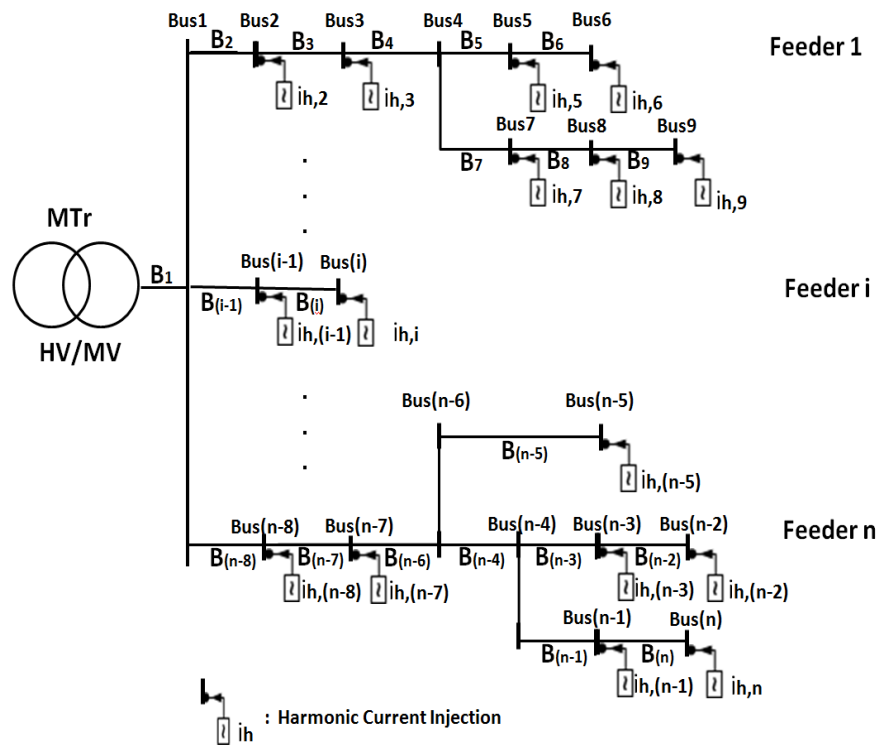 Bus1 Bus2 Bus3 Bus4 Bus5 Bus6
B2 B3 B4 B5 B6 Feeder 1
ih,2 ih,3 ih,5 ih,6
Bus7 Bus8 Bus9
B7 B8 B9
ih,7 ih,8 ih,9
MTr
B1
Bus(i-1) Bus(i)
Feeder i
B(i-1) B(i)
ih,(i-1) ih,i
HV/MV
Bus(n-6) Bus(n-5)
B(n-5)
ih,(n-5)
Bus(n-8) Bus(n-7) Bus(n-4) Bus(n-3) Bus(n-2)
Feeder n
B(n-8) B(n-7) B(n-6) B(n-4) B(n-3) B(n-2)
ih,(n-8) ih,(n-7) ih,(n-3) ih,(n-2)
Bus(n-1) Bus(n)
B(n-1) B(n)
ih,(n-1) ih,n
ih : Harmonic Current Injection